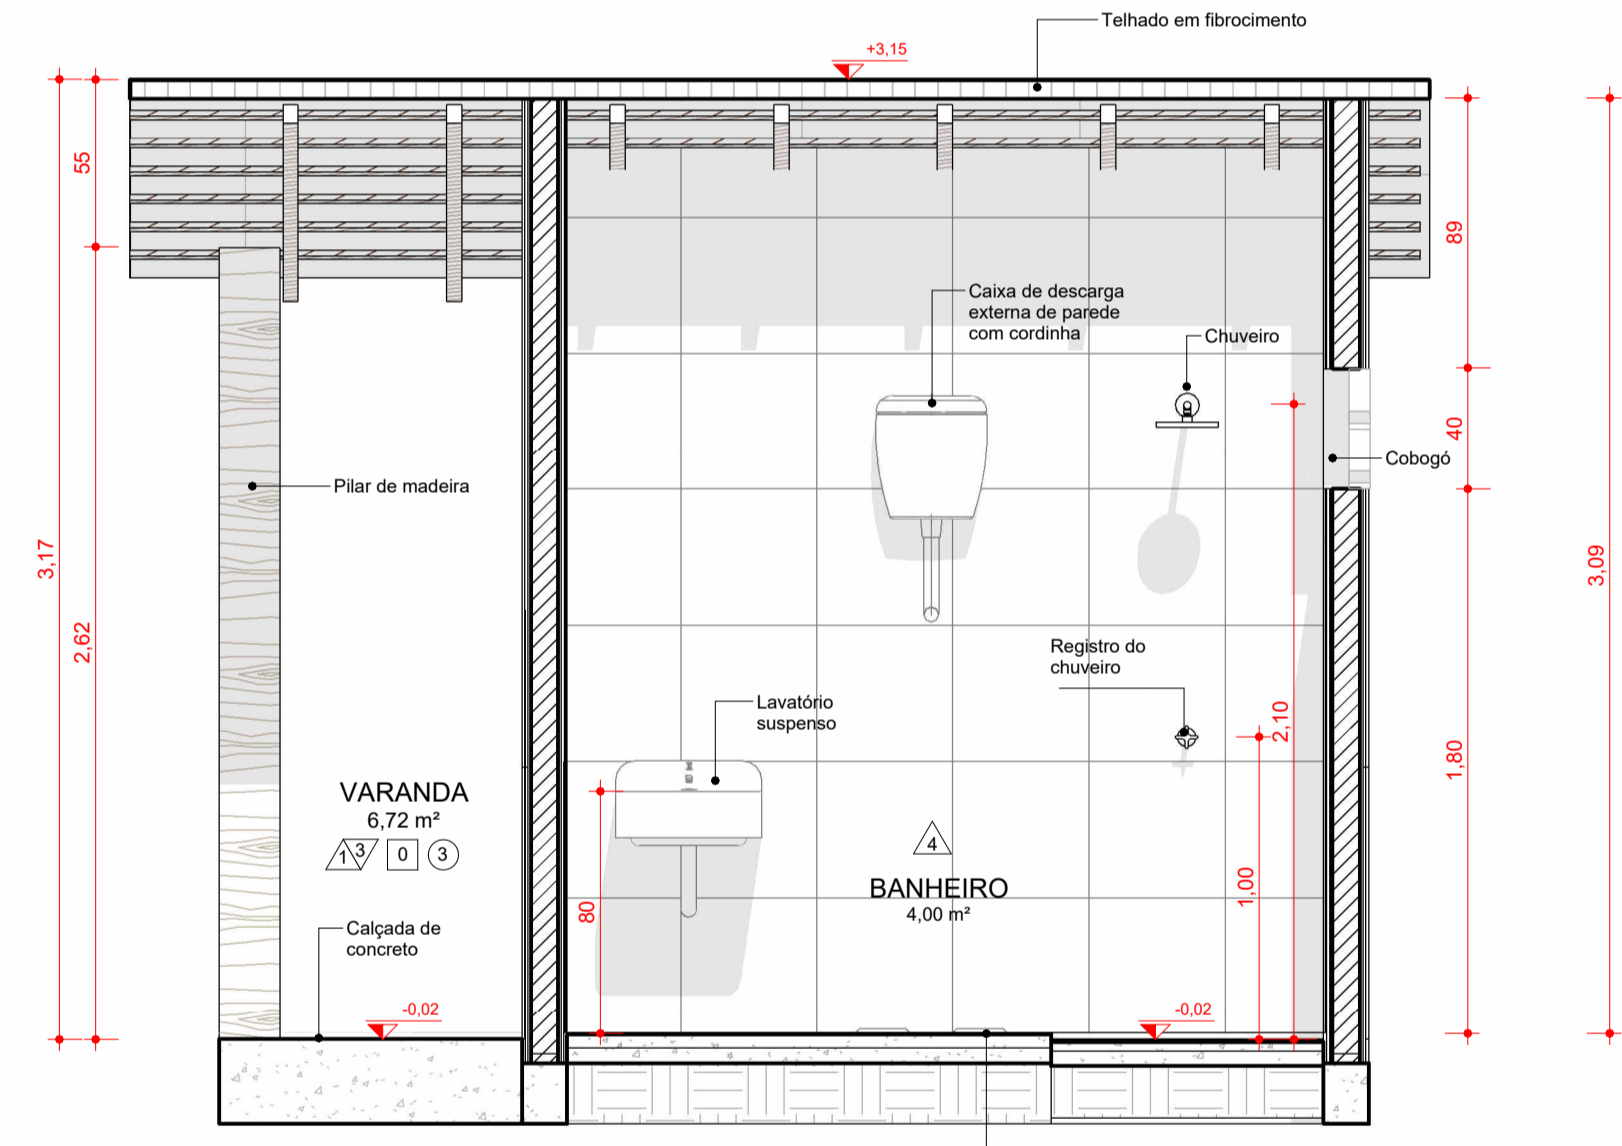 Telhado em fibrocimento
+3,15
55
89
Caixa de descarga
externa de parede
com cordinha
Chuveiro
40
Cobogó
Pilar de madeira
3,17
3,09
2,62
Registro do
chuveiro
Lavatório
suspenso
2,10
1,80
VARANDA
6,72 m²
1 3 0 3
4
BANHEIRO
4,00 m²
80
1,00
Calçada de
concreto
-0,02
-0,02